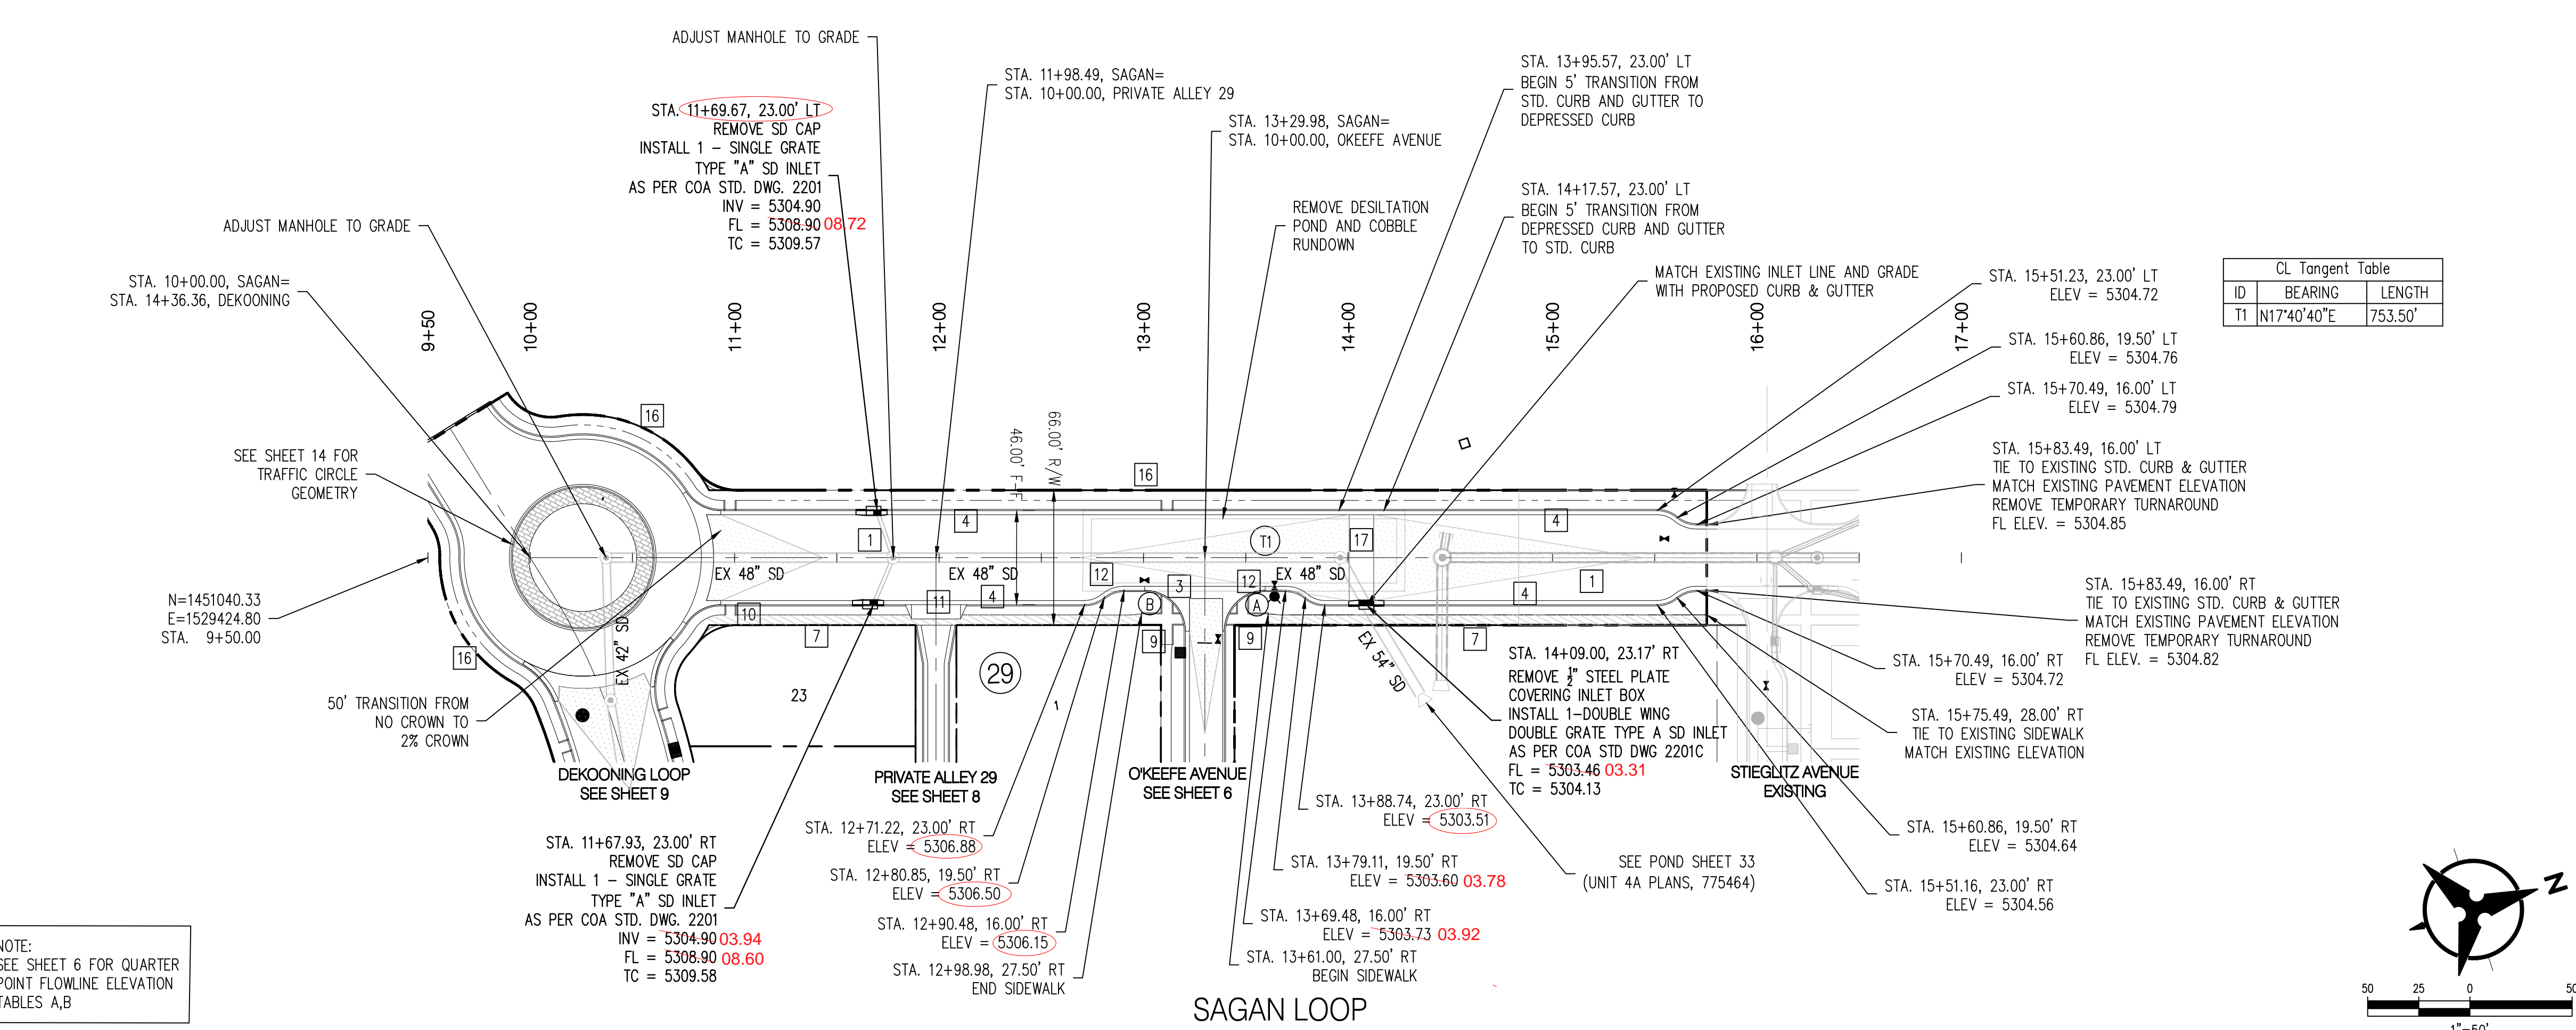 ADJUST MANHOLE TO GRADE
STA. 11+69.67, 23.00' LT
REMOVE SD CAP
INSTALL 1 - SINGLE GRATE
TYPE "A" SD INLET
AS PER COA STD. DWG. 2201
INV = 5304.90
FL = 5308.90 08.72
TC = 5309.57
STA. 11+98.49, SAGAN=
STA. 10+00.00, PRIVATE ALLEY 29
STA. 13+29.98, SAGAN=
STA. 10+00.00, OKEEFE AVENUE
REMOVE DESILTATION
POND AND COBBLE
RUNDOWN
STA. 13+95.57, 23.00' LT
BEGIN 5' TRANSITION FROM
STD. CURB AND GUTTER TO
DEPRESSED CURB
STA. 14+17.57, 23.00' LT
BEGIN 5' TRANSITION FROM
DEPRESSED CURB AND GUTTER
TO STD. CURB
MATCH EXISTING INLET LINE AND GRADE
WITH PROPOSED CURB & GUTTER
STA. 15+51.23, 23.00' LT
ELEV = 5304.72
STA. 15+60.86, 19.50' LT
ELEV = 5304.76
STA. 15+70.49, 16.00' LT
ELEV = 5304.79
STA. 15+83.49, 16.00' LT
TIE TO EXISTING STD. CURB & GUTTER
MATCH EXISTING PAVEMENT ELEVATION
REMOVE TEMPORARY TURNAROUND
FL ELEV. = 5304.85
CL Tangent Table
ID BEARING LENGTH
T1 N17°40'40"E 753.50'
ADJUST MANHOLE TO GRADE
STA. 10+00.00, SAGAN=
STA. 14+36.36, DEKOONING
9+50
10+00
11+00
12+00
13+00
14+00
15+00
16+00
17+00
SEE SHEET 14 FOR
TRAFFIC CIRCLE
GEOMETRY
N=1451040.33
E=1529424.80
STA. 9+50.00
50' TRANSITION FROM
NO CROWN TO
2% CROWN
16
16
16
46.00' F-F
66.00' R/W
1
4
4
T1
17
EX 48" SD
EX 48" SD
EX 48" SD
12
3
12
1
4
4
11
10
B
A
7
9
9
7
EX 42" SD
EX 54" SD
23
29
1
DEKOONING LOOP
SEE SHEET 9
PRIVATE ALLEY 29
SEE SHEET 8
O'KEEFE AVENUE
SEE SHEET 6
STIEGLITZ AVENUE
EXISTING
STA. 14+09.00, 23.17' RT
REMOVE ½" STEEL PLATE
COVERING INLET BOX
INSTALL 1-DOUBLE WING
DOUBLE GRATE TYPE A SD INLET
AS PER COA STD DWG 2201C
FL = 5303.46 03.31
TC = 5304.13
STA. 15+83.49, 16.00' RT
TIE TO EXISTING STD. CURB & GUTTER
MATCH EXISTING PAVEMENT ELEVATION
REMOVE TEMPORARY TURNAROUND
FL ELEV. = 5304.82
STA. 15+70.49, 16.00' RT
ELEV = 5304.72
STA. 15+75.49, 28.00' RT
TIE TO EXISTING SIDEWALK
MATCH EXISTING ELEVATION
STA. 15+60.86, 19.50' RT
ELEV = 5304.64
STA. 15+51.16, 23.00' RT
ELEV = 5304.56
STA. 11+67.93, 23.00' RT
REMOVE SD CAP
INSTALL 1 - SINGLE GRATE
TYPE "A" SD INLET
AS PER COA STD. DWG. 2201
INV = 5304.90 03.94
FL = 5308.90 08.60
TC = 5309.58
STA. 12+71.22, 23.00' RT
ELEV = 5306.88
STA. 12+80.85, 19.50' RT
ELEV = 5306.50
STA. 12+90.48, 16.00' RT
ELEV = 5306.15
STA. 12+98.98, 27.50' RT
END SIDEWALK
STA. 13+88.74, 23.00' RT
ELEV = 5303.51
STA. 13+79.11, 19.50' RT
ELEV = 5303.60 03.78
STA. 13+69.48, 16.00' RT
ELEV = 5303.73 03.92
STA. 13+61.00, 27.50' RT
BEGIN SIDEWALK
SEE POND SHEET 33
(UNIT 4A PLANS, 775464)
NOTE:
SEE SHEET 6 FOR QUARTER
POINT FLOWLINE ELEVATION
TABLES A,B
SAGAN LOOP
N
50 25 0 50
1"=50'